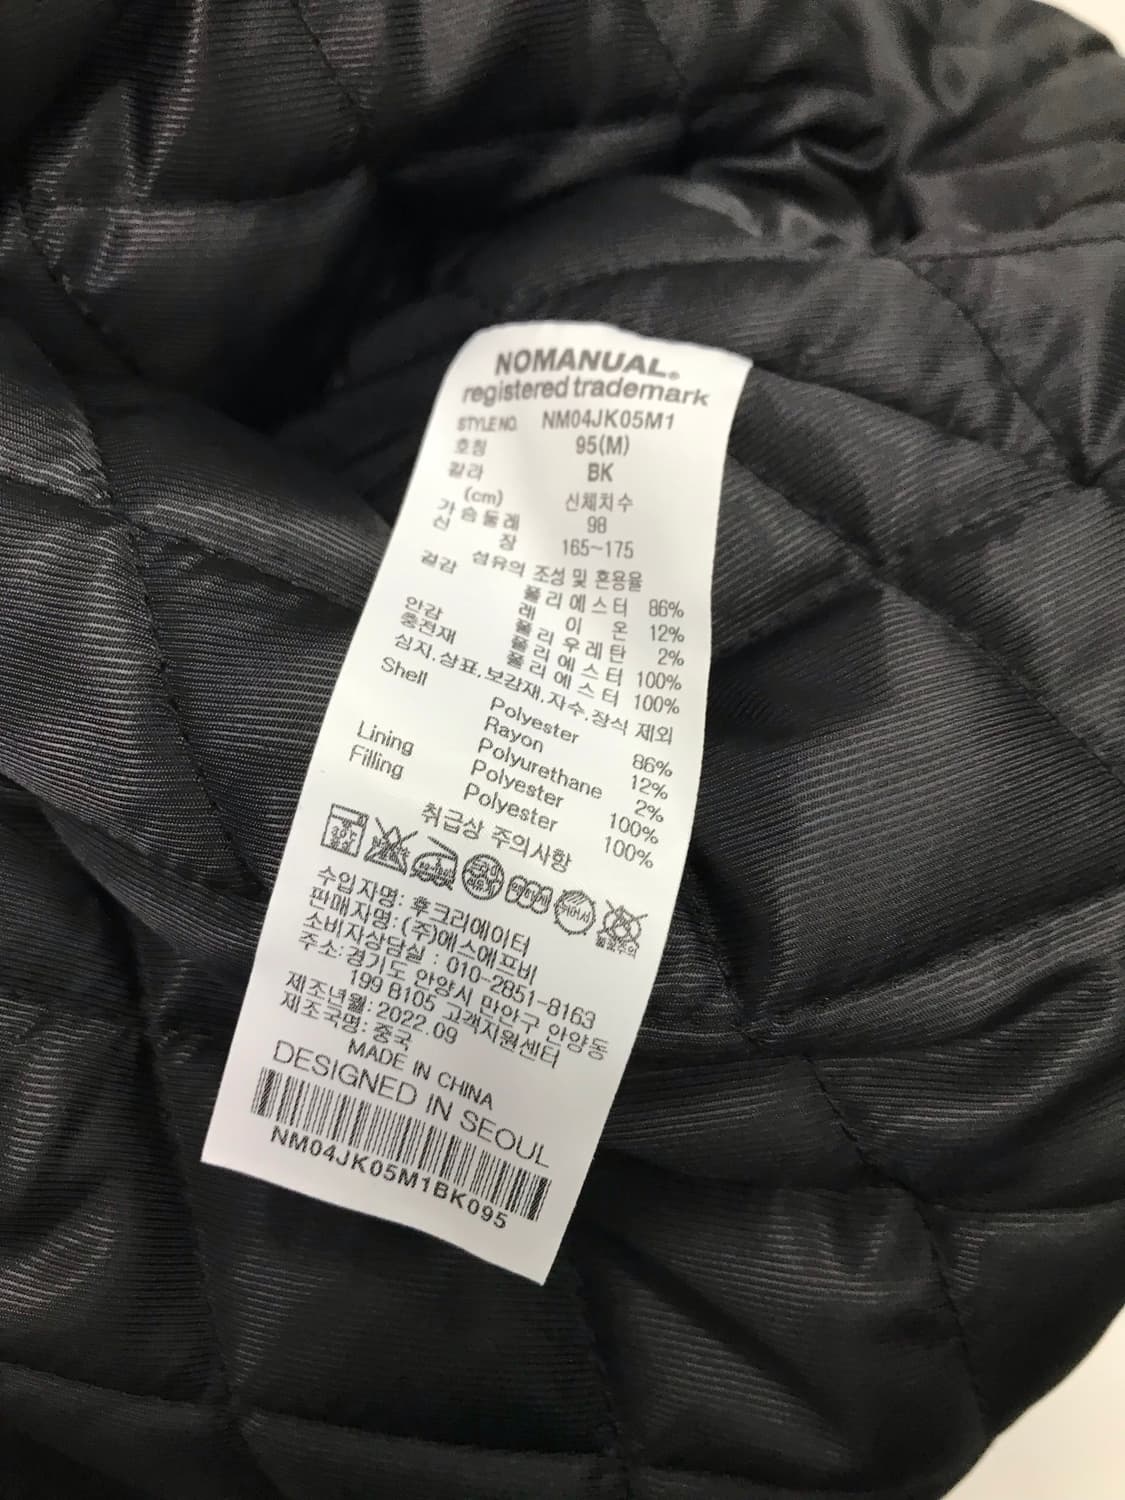 NOMANUAL®
registered trademark
STYLE NO. NM04JK05M1
호칭 95(M)
칼라 BK
(cm) 신체치수
가슴둘레 98
신장 165~175
섬유의 조성 및 혼용율
겉감 폴리에스터 86%
레이온 12%
폴리우레탄 2%
안감 폴리에스터 100%
충전재 폴리에스터 100%
심지.상표.보강재.자수.장식 제외
Shell Polyester 86%
Rayon 12%
Polyurethane 2%
Lining Polyester 100%
Filling Polyester 100%
취급상 주의사항
수입자명: 후크리에이터
판매자명: (주)에스에프비
소비자상담실 : 010-2851-8163
주소:경기도 안양시 만안구 안양동
199 B105 고객지원센터
제조년월: 2022.09
제조국명: 중국
MADE IN CHINA
DESIGNED IN SEOUL
NM04JK05M1BK095